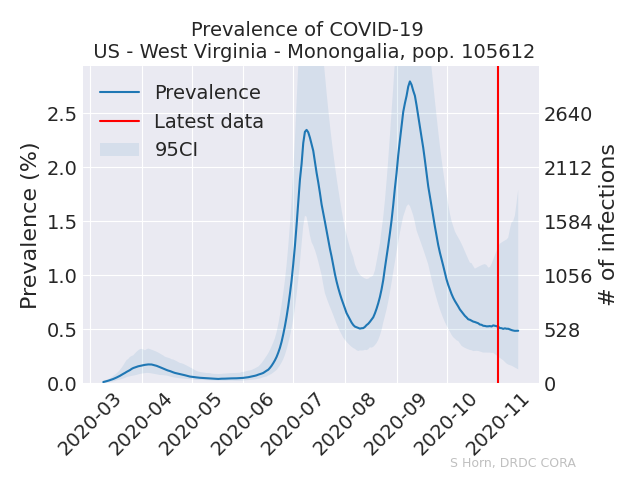 Prevalence of COVID-19
US - West Virginia - Monongalia, pop. 105612
Prevalence
Latest data
95CI
Prevalence (%)
2.5
2.0
1.5
1.0
0.5
0.0
2640
2112
1584
1056
528
0
# of infections
2020-03
2020-04
2020-05
2020-06
2020-07
2020-08
2020-09
2020-10
2020-11
S Horn, DRDC CORA